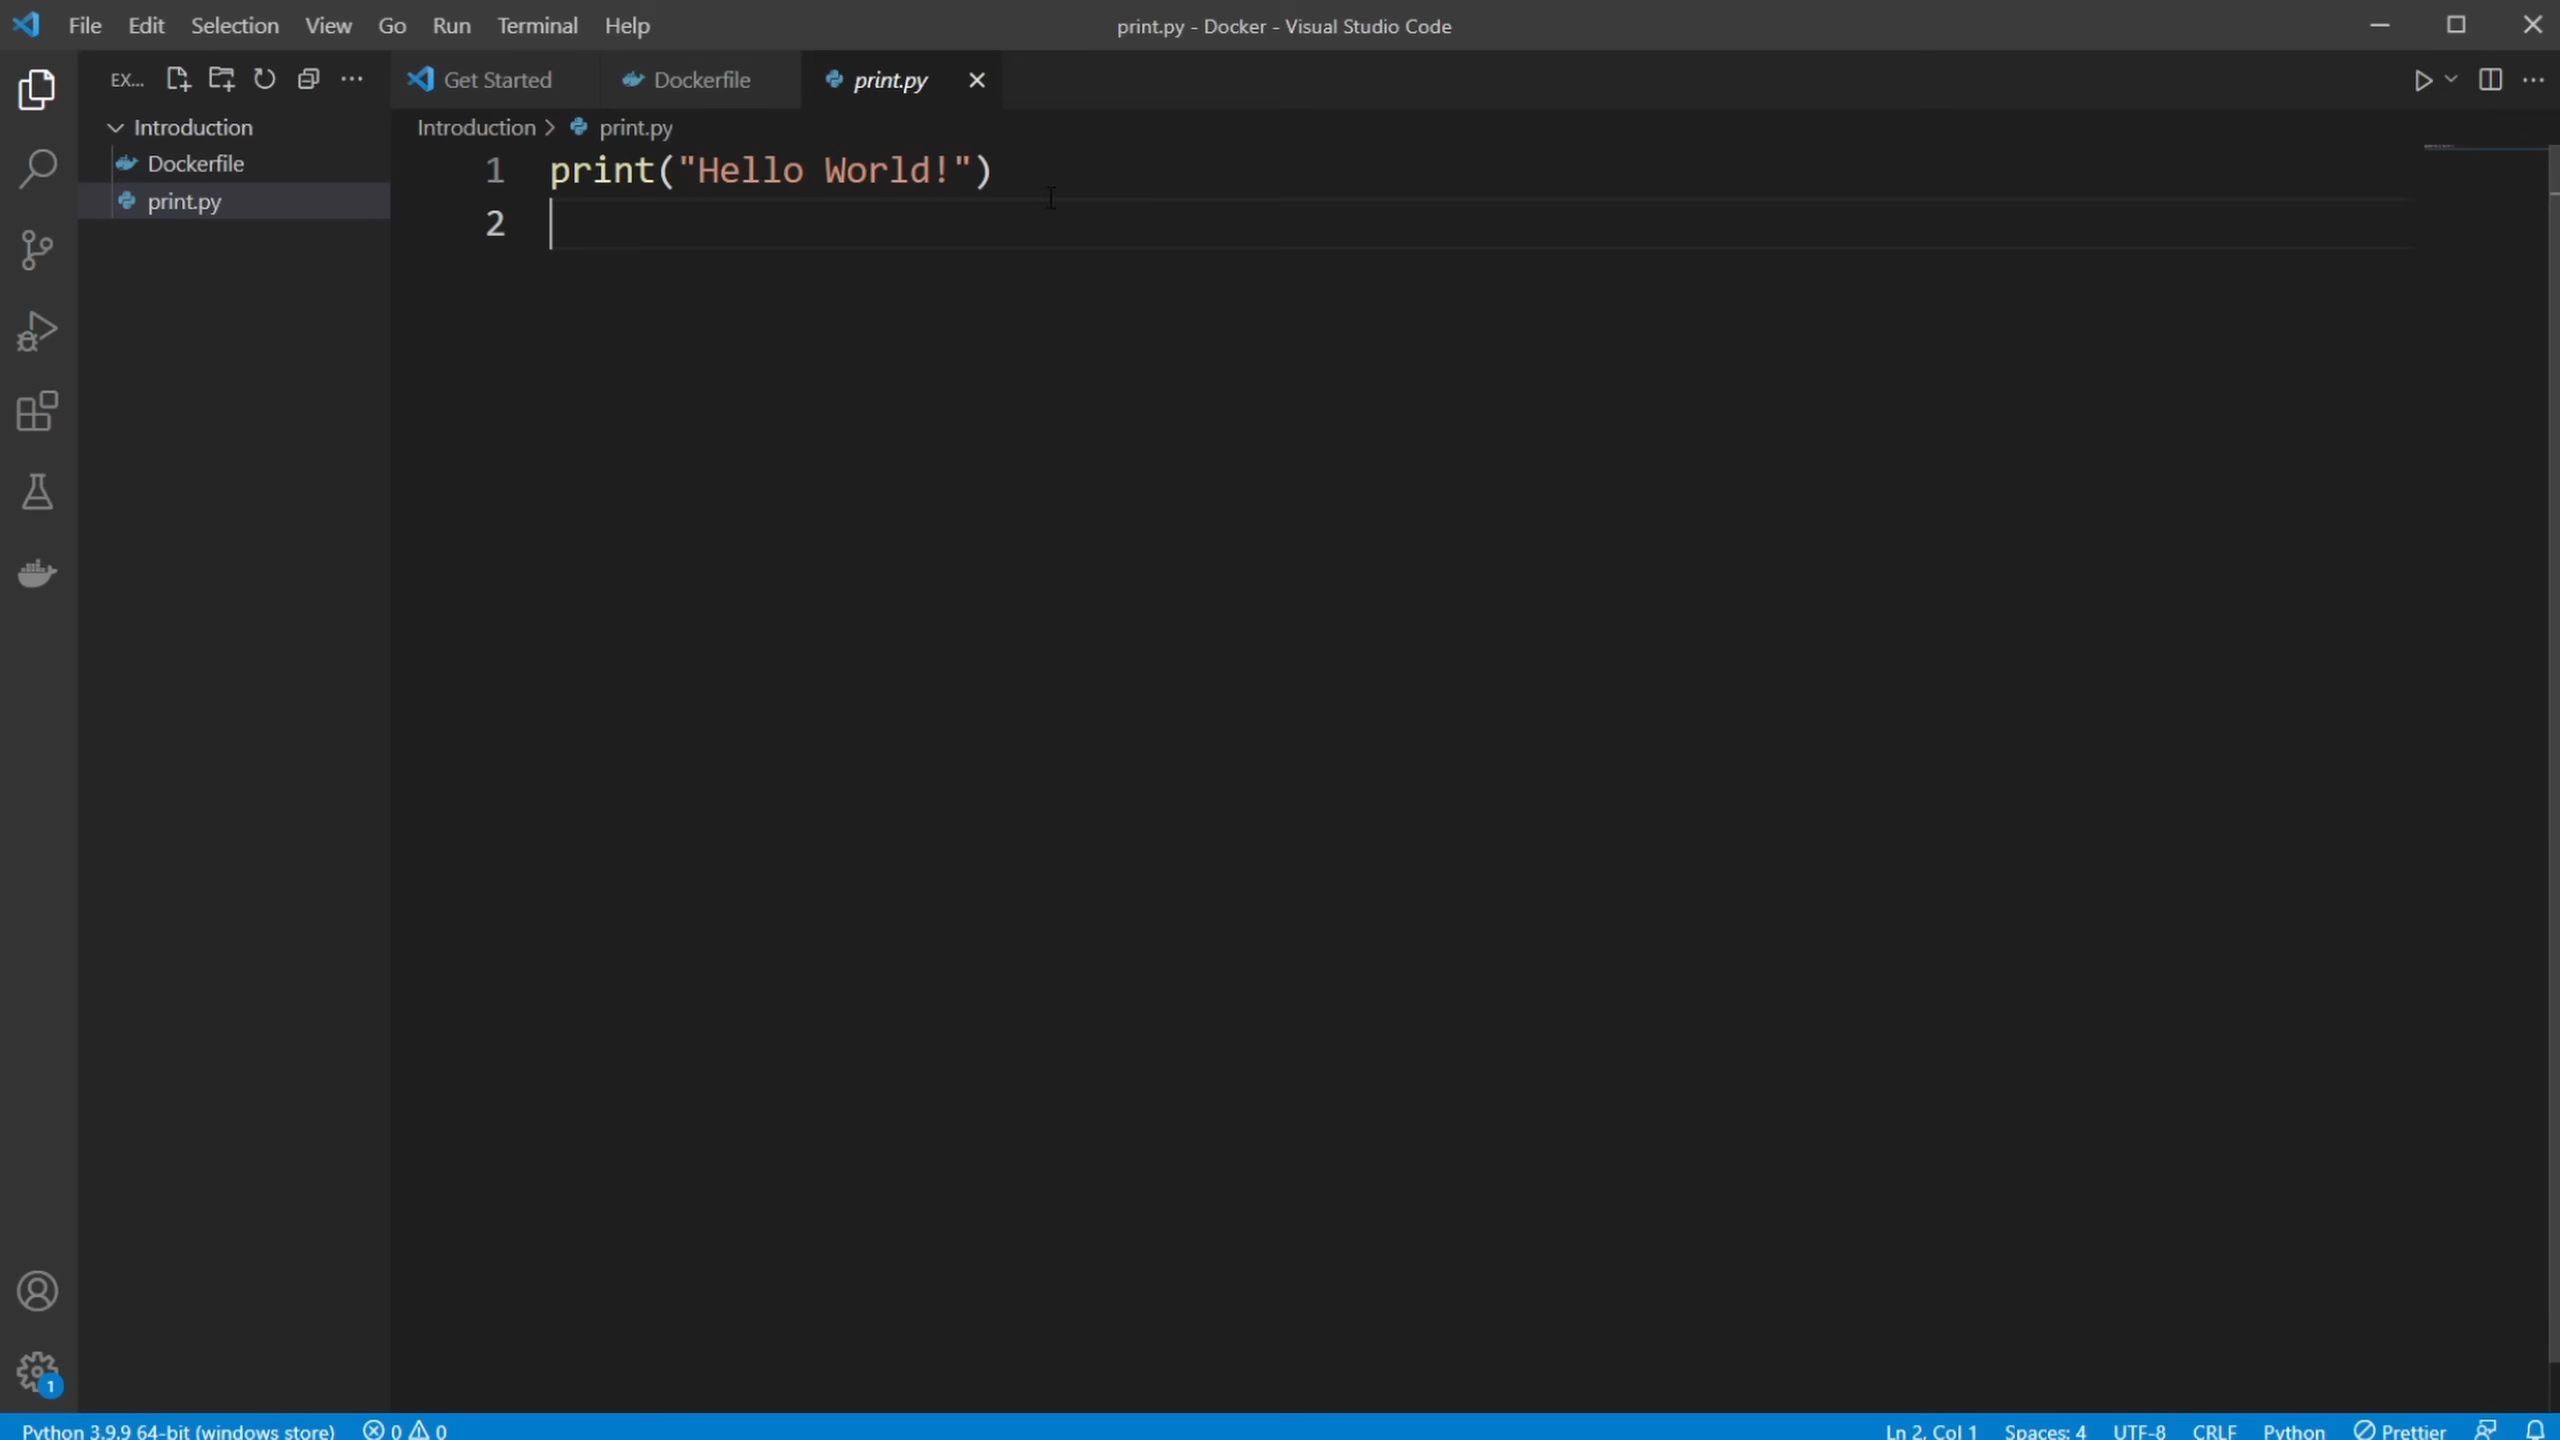 File Edit Selection View Go Run Terminal Help
print.py - Docker - Visual Studio Code
EX...
Get Started
Dockerfile
print.py
Introduction
Dockerfile
print.py
Introduction > print.py
1 print("Hello World!")
2
1
Python 3.9.9 64-bit (windows store) 0 0
Ln 2, Col 1 Spaces: 4 UTF-8 CRLF Python Prettier